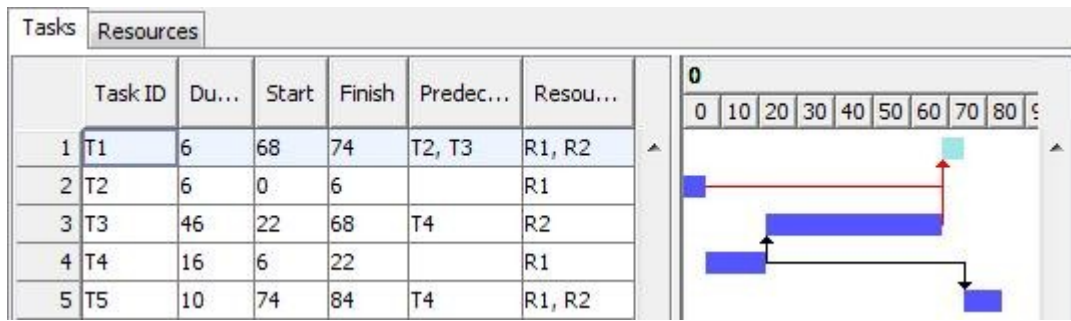 Tasks Resources
Task ID Du... Start Finish Predec... Resou...
0
0 10 20 30 40 50 60 70 80 9
1 T1 6 68 74 T2, T3 R1, R2
2 T2 6 0 6 R1
3 T3 46 22 68 T4 R2
4 T4 16 6 22 R1
5 T5 10 74 84 T4 R1, R2